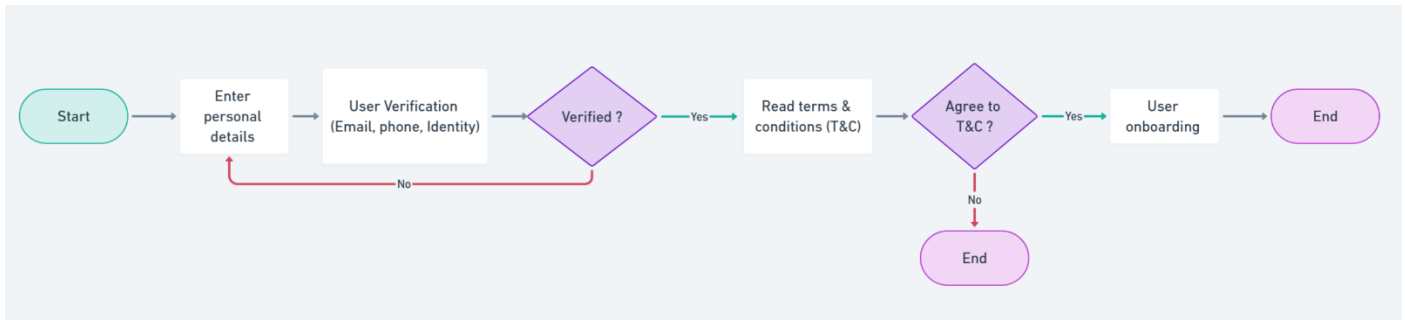 Start
Enter
personal
details
User Verification
(Email, phone, Identity)
Verified ?
Yes
No
Read terms &
conditions (T&C)
Agree to
T&C ?
Yes
No
End
User
onboarding
End